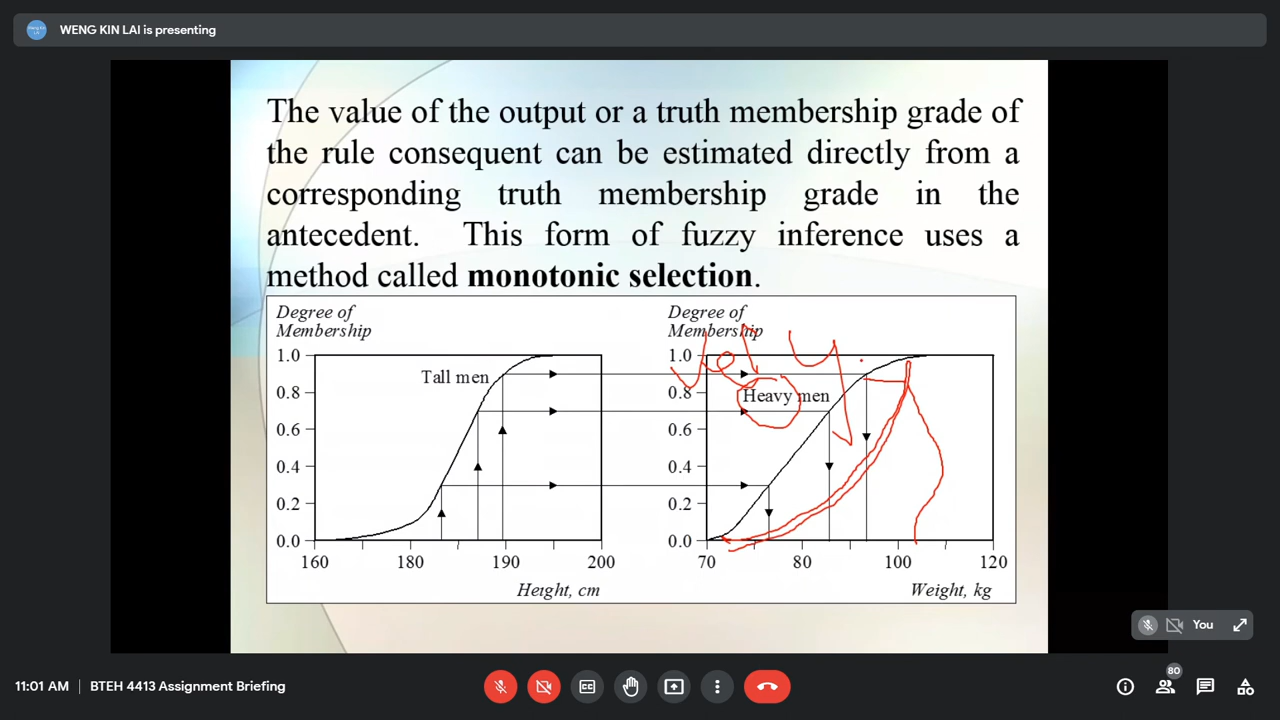 WENG KIN LAI is presenting
The value of the output or a truth membership grade of
the rule consequent can be estimated directly from a
corresponding truth membership grade in the
antecedent. This form of fuzzy inference uses a
method called monotonic selection.
Degree of
Membership
1.0
0.8
0.6
0.4
0.2
0.0
Tall men
160 180 190 200
Height, cm
Degree of
Membership
1.0
0.8
0.6
0.4
0.2
0.0
Very
Heavy men
70 80 100 120
Weight, kg
You
11:01 AM | BTEH 4413 Assignment Briefing
CC
80